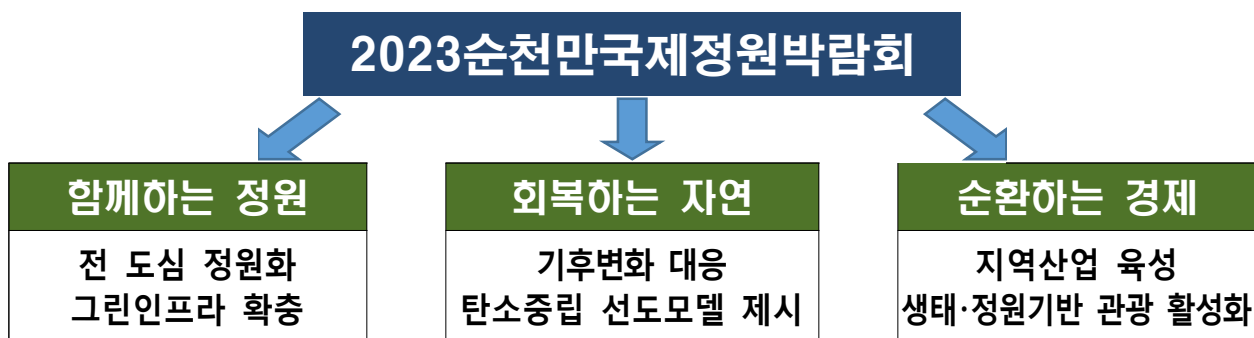 2023순천만국제정원박람회
함께하는 정원
전 도심 정원화
그린인프라 확충
회복하는 자연
기후변화 대응
탄소중립 선도모델 제시
순환하는 경제
지역산업 육성
생태·정원기반 관광 활성화